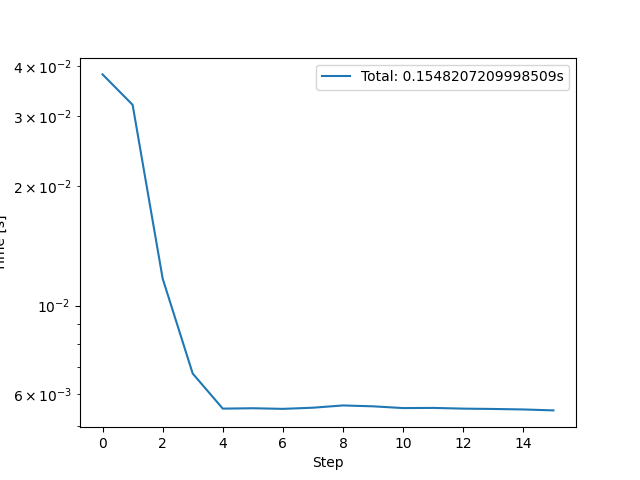 4 × 10⁻²
Total: 0.1548207209998509s
3 × 10⁻²
2 × 10⁻²
10⁻²
6 × 10⁻³
0 2 4 6 8 10 12 14
Step
[s]